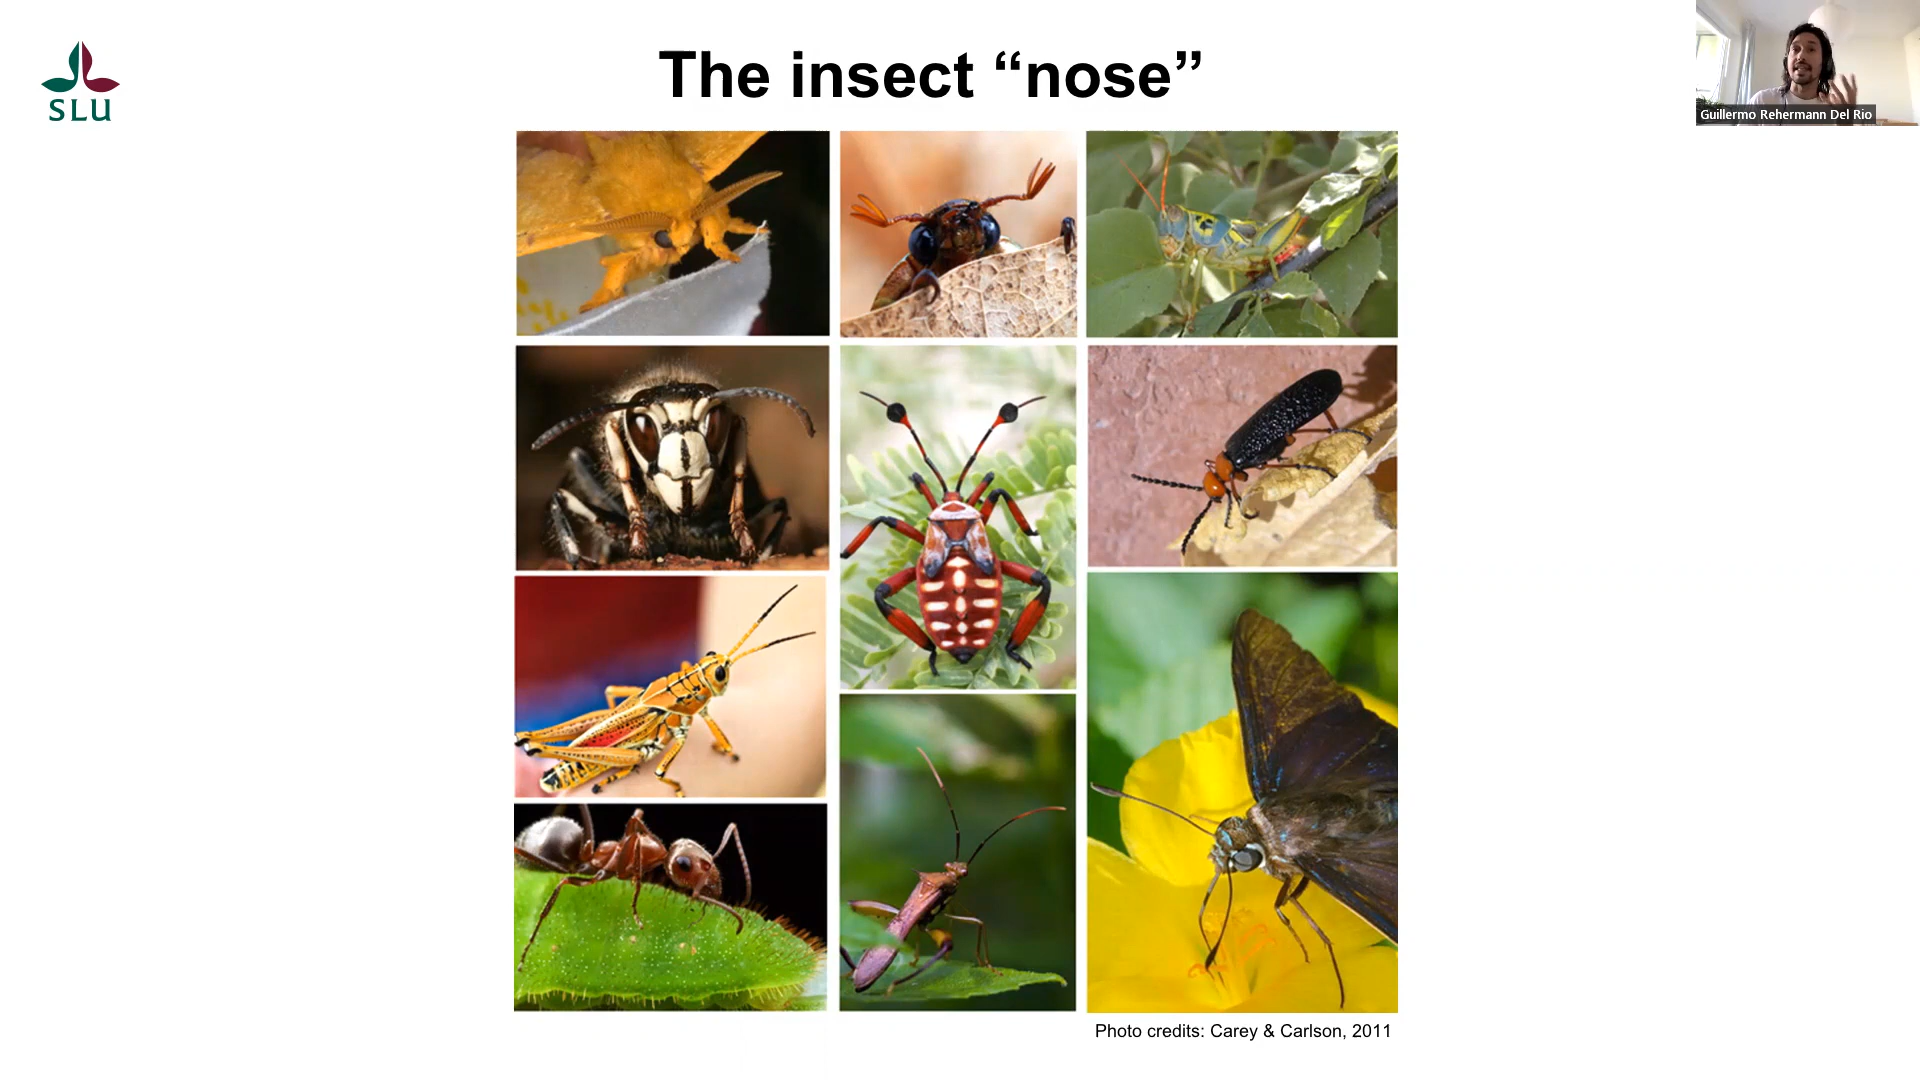 The insect “nose”
SLU
Guillermo Rehermann Del Rio
Photo credits: Carey & Carlson, 2011